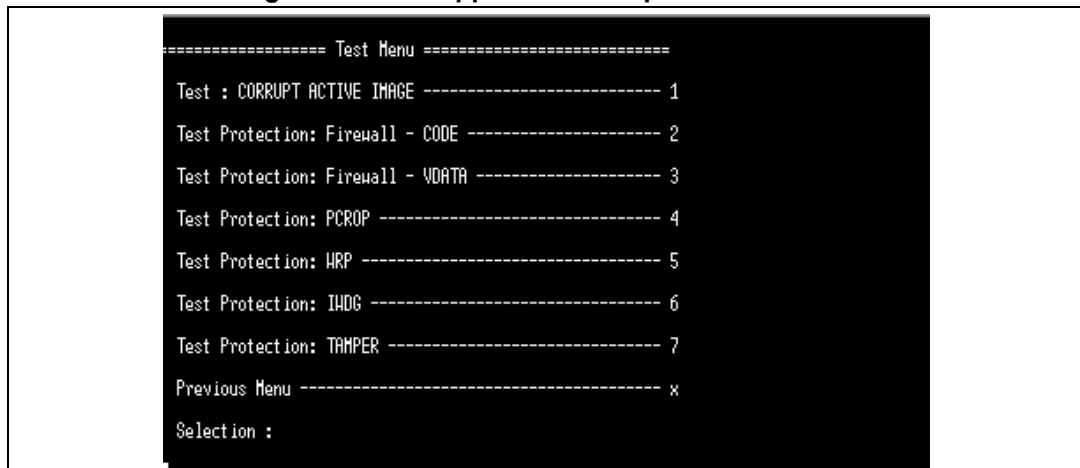 =================== Test Menu =============================
Test : CORRUPT ACTIVE IMAGE --------------------------- 1
Test Protection: Firewall - CODE ---------------------- 2
Test Protection: Firewall - VDATA --------------------- 3
Test Protection: PCROP -------------------------------- 4
Test Protection: WRP ---------------------------------- 5
Test Protection: IWDG --------------------------------- 6
Test Protection: TAMPER ------------------------------- 7
Previous Menu ----------------------------------------- x
Selection :